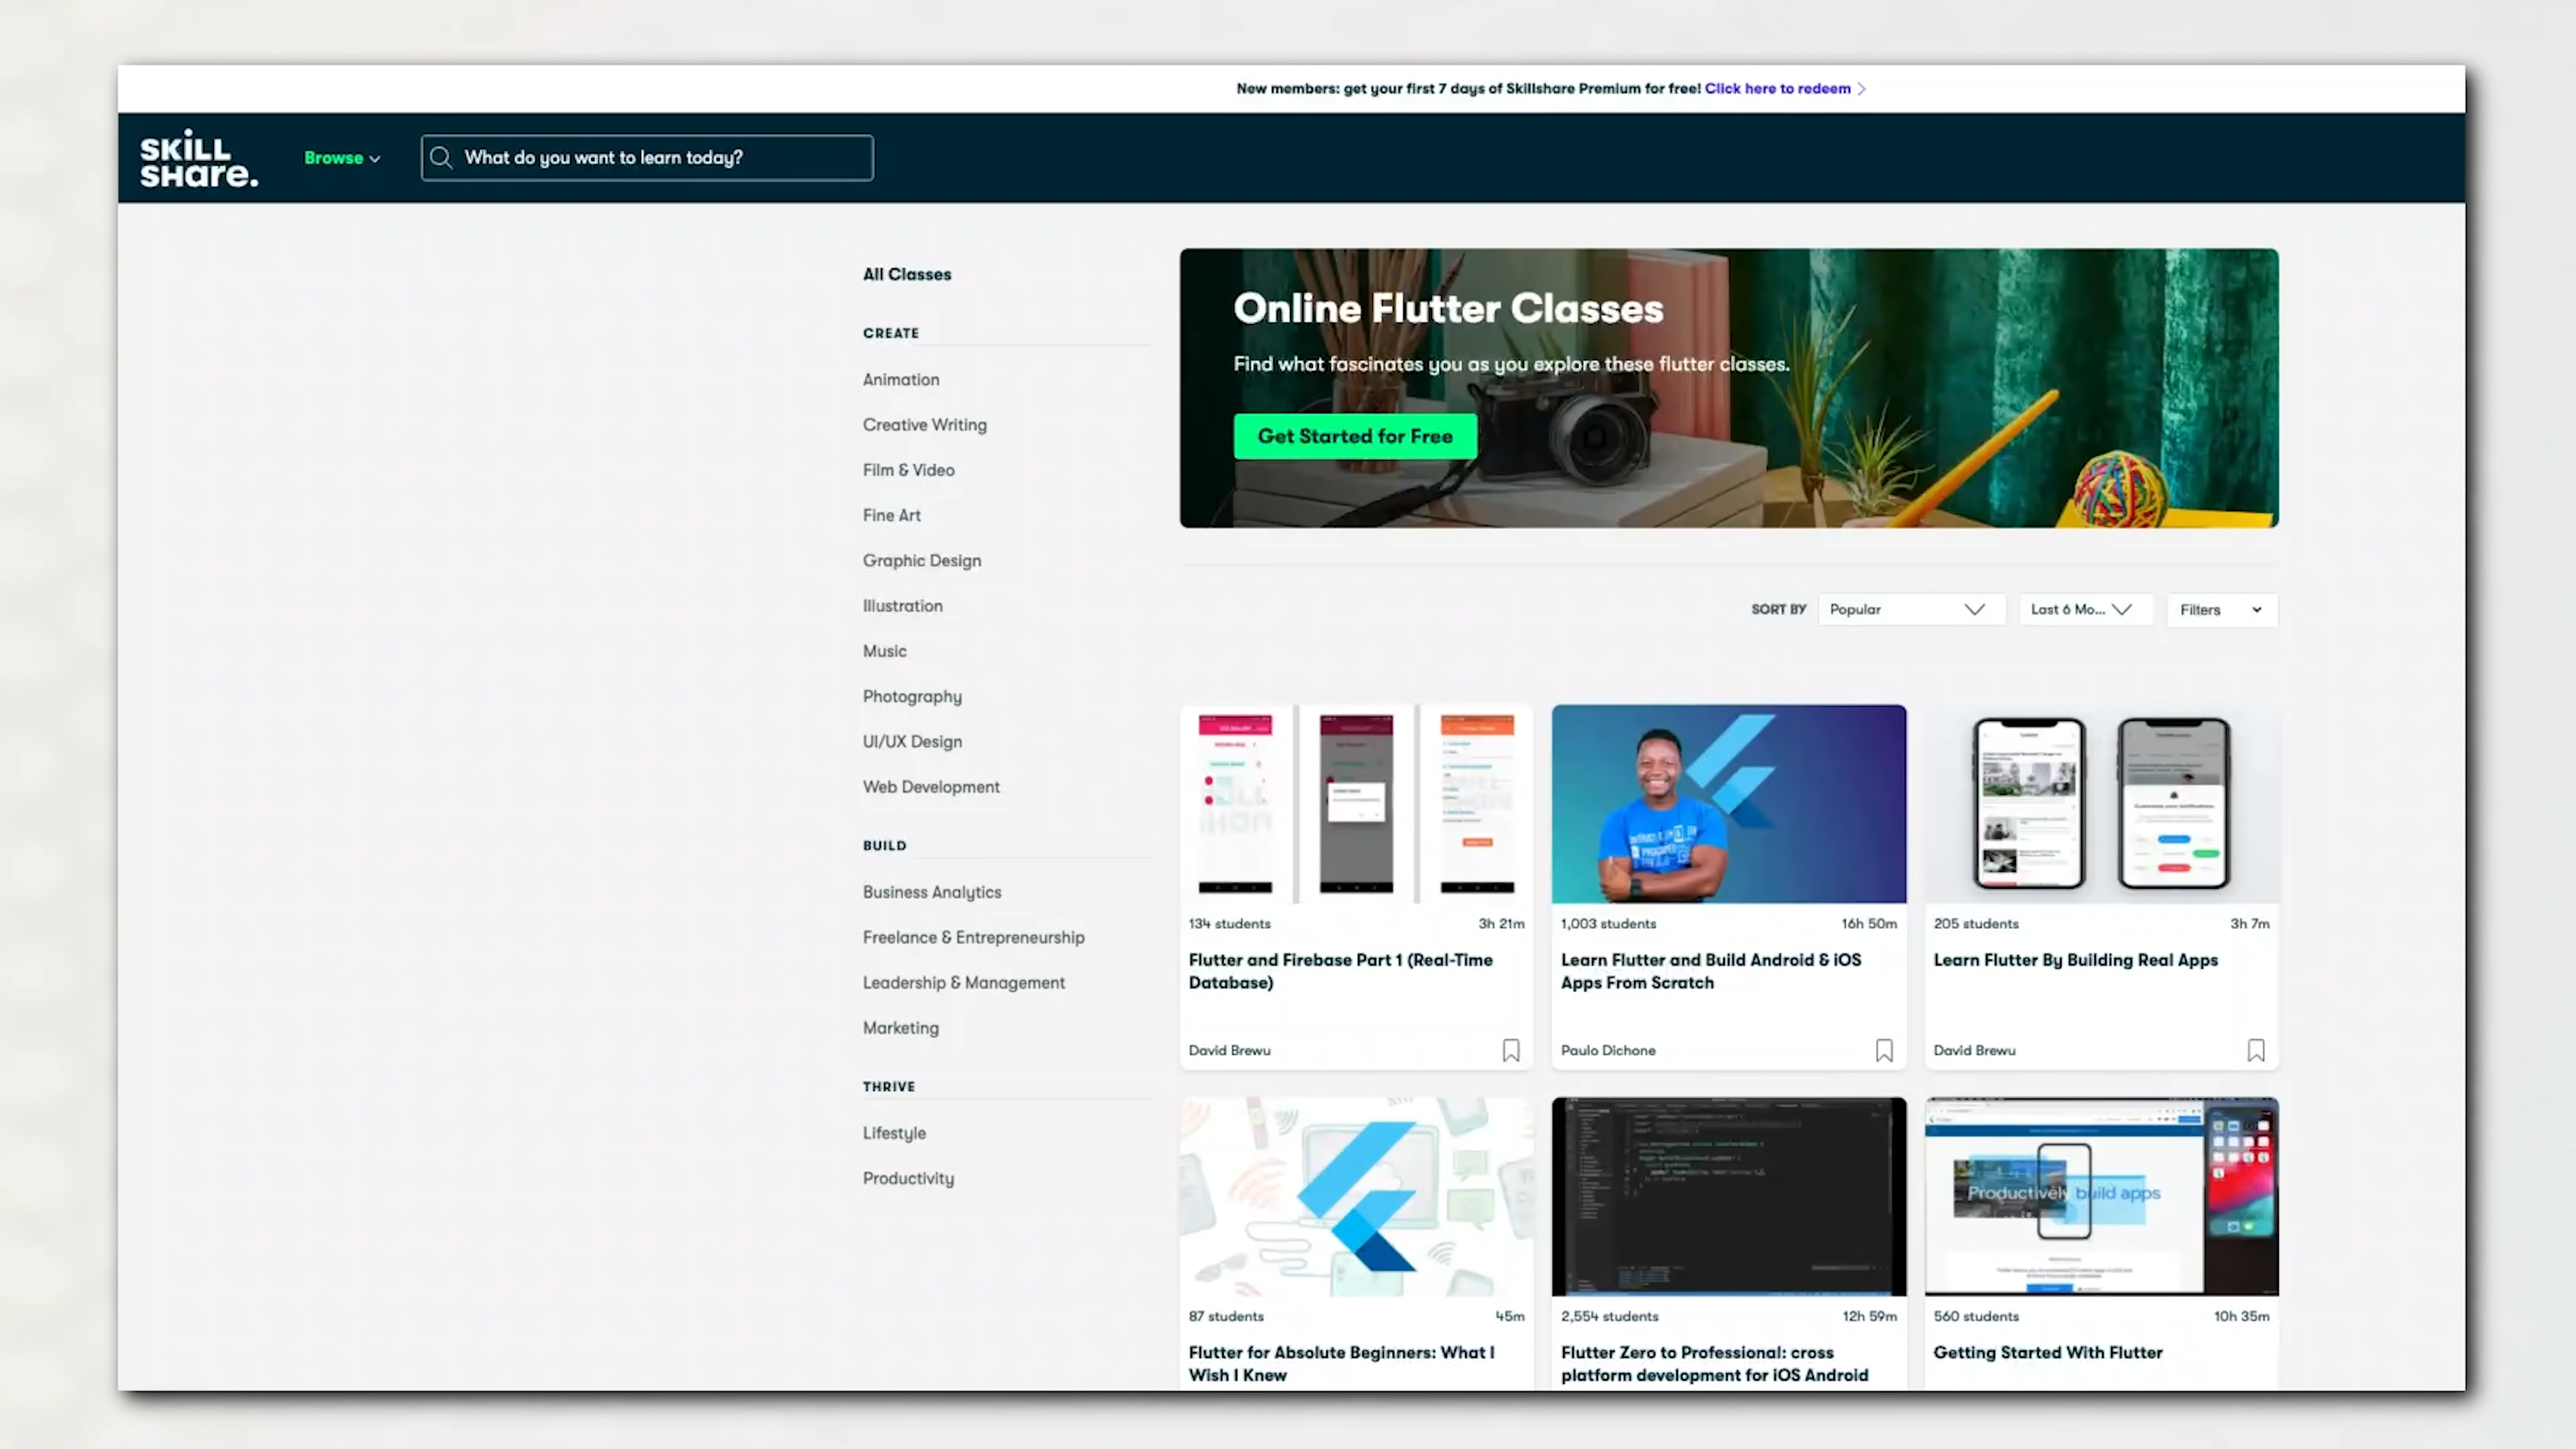 New members: get your first 7 days of Skillshare Premium for free! Click here to redeem
SKILL
SHare.
Browse
What do you want to learn today?
All Classes
CREATE
Animation
Creative Writing
Film & Video
Fine Art
Graphic Design
Illustration
Music
Photography
UI/UX Design
Web Development
BUILD
Business Analytics
Freelance & Entrepreneurship
Leadership & Management
Marketing
THRIVE
Lifestyle
Productivity
Online Flutter Classes
Find what fascinates you as you explore these flutter classes.
Get Started for Free
SORT BY Popular Last 6 Mo... Filters
134 students 3h 21m
Flutter and Firebase Part 1 (Real-Time
Database)
David Brewu
1,003 students 16h 50m
Learn Flutter and Build Android & iOS
Apps From Scratch
Paulo Dichone
205 students 3h 7m
Learn Flutter By Building Real Apps
David Brewu
87 students 45m
Flutter for Absolute Beginners: What I
Wish I Knew
2,554 students 12h 59m
Flutter Zero to Professional: cross
platform development for iOS Android
Productively build apps
560 students 10h 35m
Getting Started With Flutter